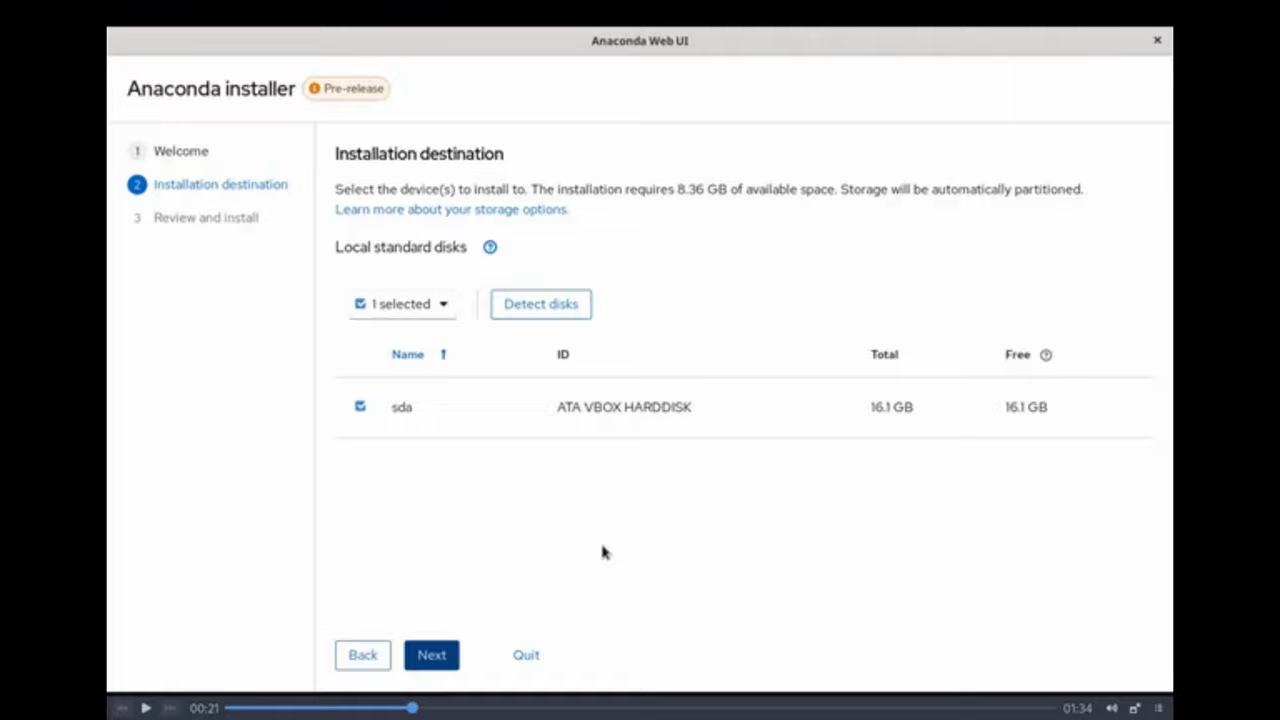 Anaconda Web UI
Anaconda installer
Pre-release
1 Welcome
2 Installation destination
3 Review and install
Installation destination
Select the device(s) to install to. The installation requires 8.36 GB of available space. Storage will be automatically partitioned.
Learn more about your storage options.
Local standard disks
1 selected
Detect disks
Name ID Total Free
sda ATA VBOX HARDDISK 16.1 GB 16.1 GB
Back Next Quit
00:21 01:34